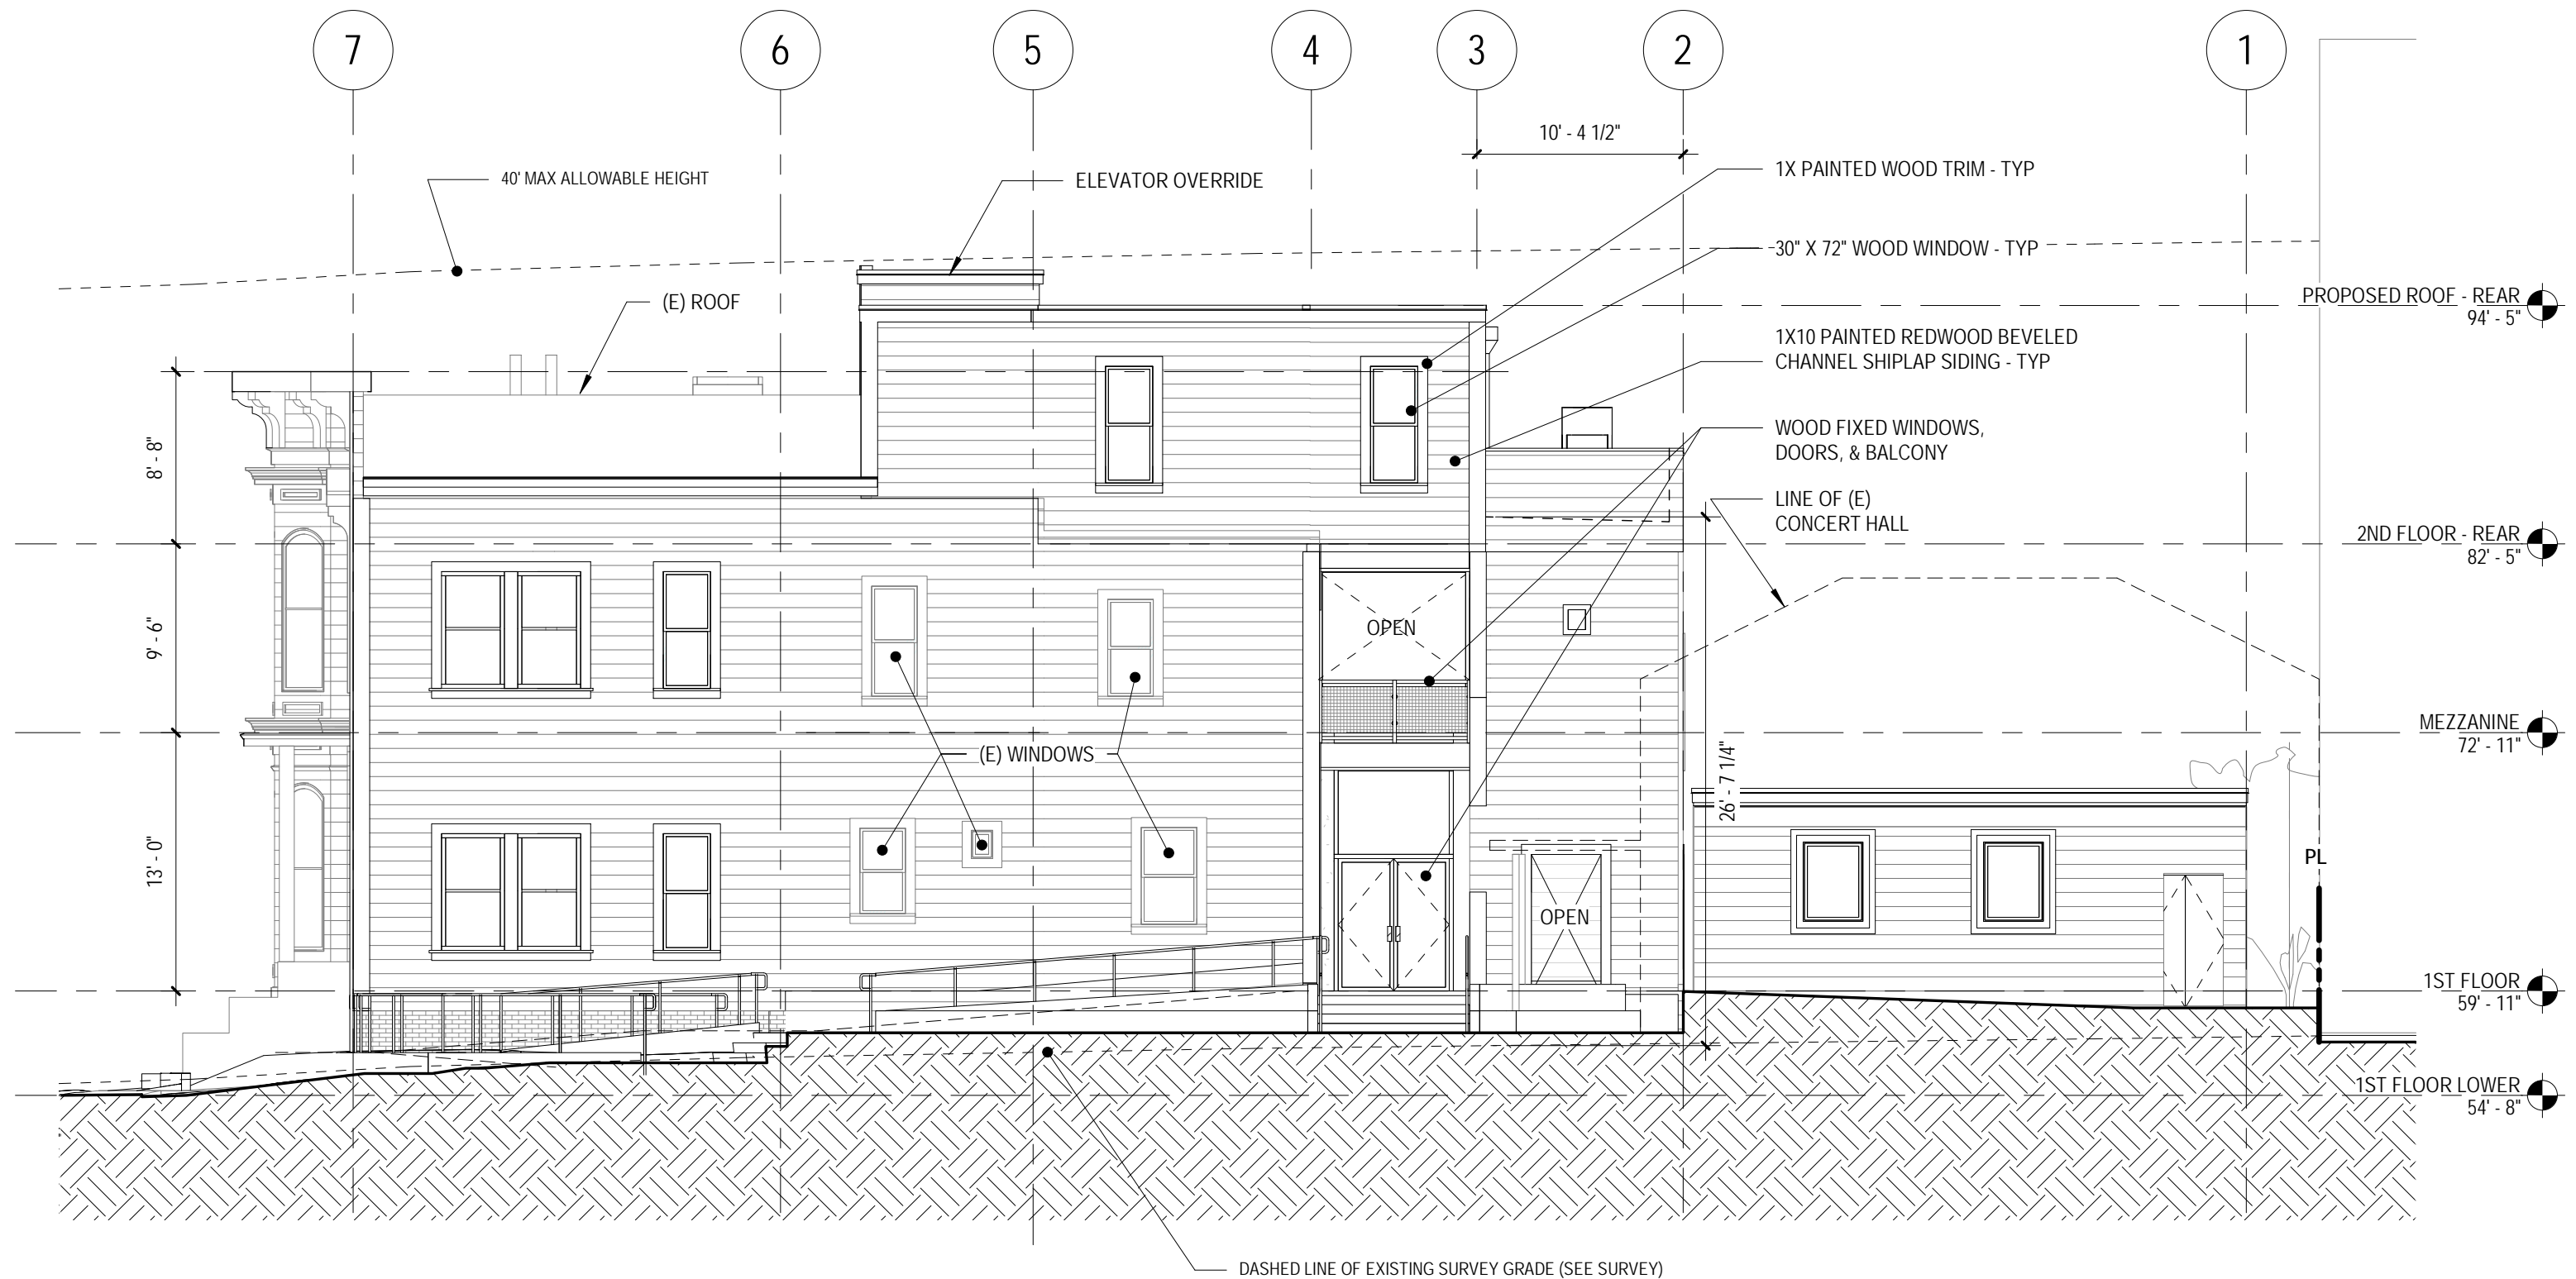 7
6
5
4
3
2
1
10' - 4 1/2"
40' MAX ALLOWABLE HEIGHT
ELEVATOR OVERRIDE
1X PAINTED WOOD TRIM - TYP
30" X 72" WOOD WINDOW - TYP
(E) ROOF
PROPOSED ROOF - REAR
94' - 5"
1X10 PAINTED REDWOOD BEVELED
CHANNEL SHIPLAP SIDING - TYP
8' - 8"
WOOD FIXED WINDOWS,
DOORS, & BALCONY
LINE OF (E)
CONCERT HALL
2ND FLOOR - REAR
82' - 5"
9' - 6"
OPEN
MEZZANINE
72' - 11"
(E) WINDOWS
26' - 7 1/4"
13' - 0"
PL
OPEN
1ST FLOOR
59' - 11"
1ST FLOOR LOWER
54' - 8"
DASHED LINE OF EXISTING SURVEY GRADE (SEE SURVEY)